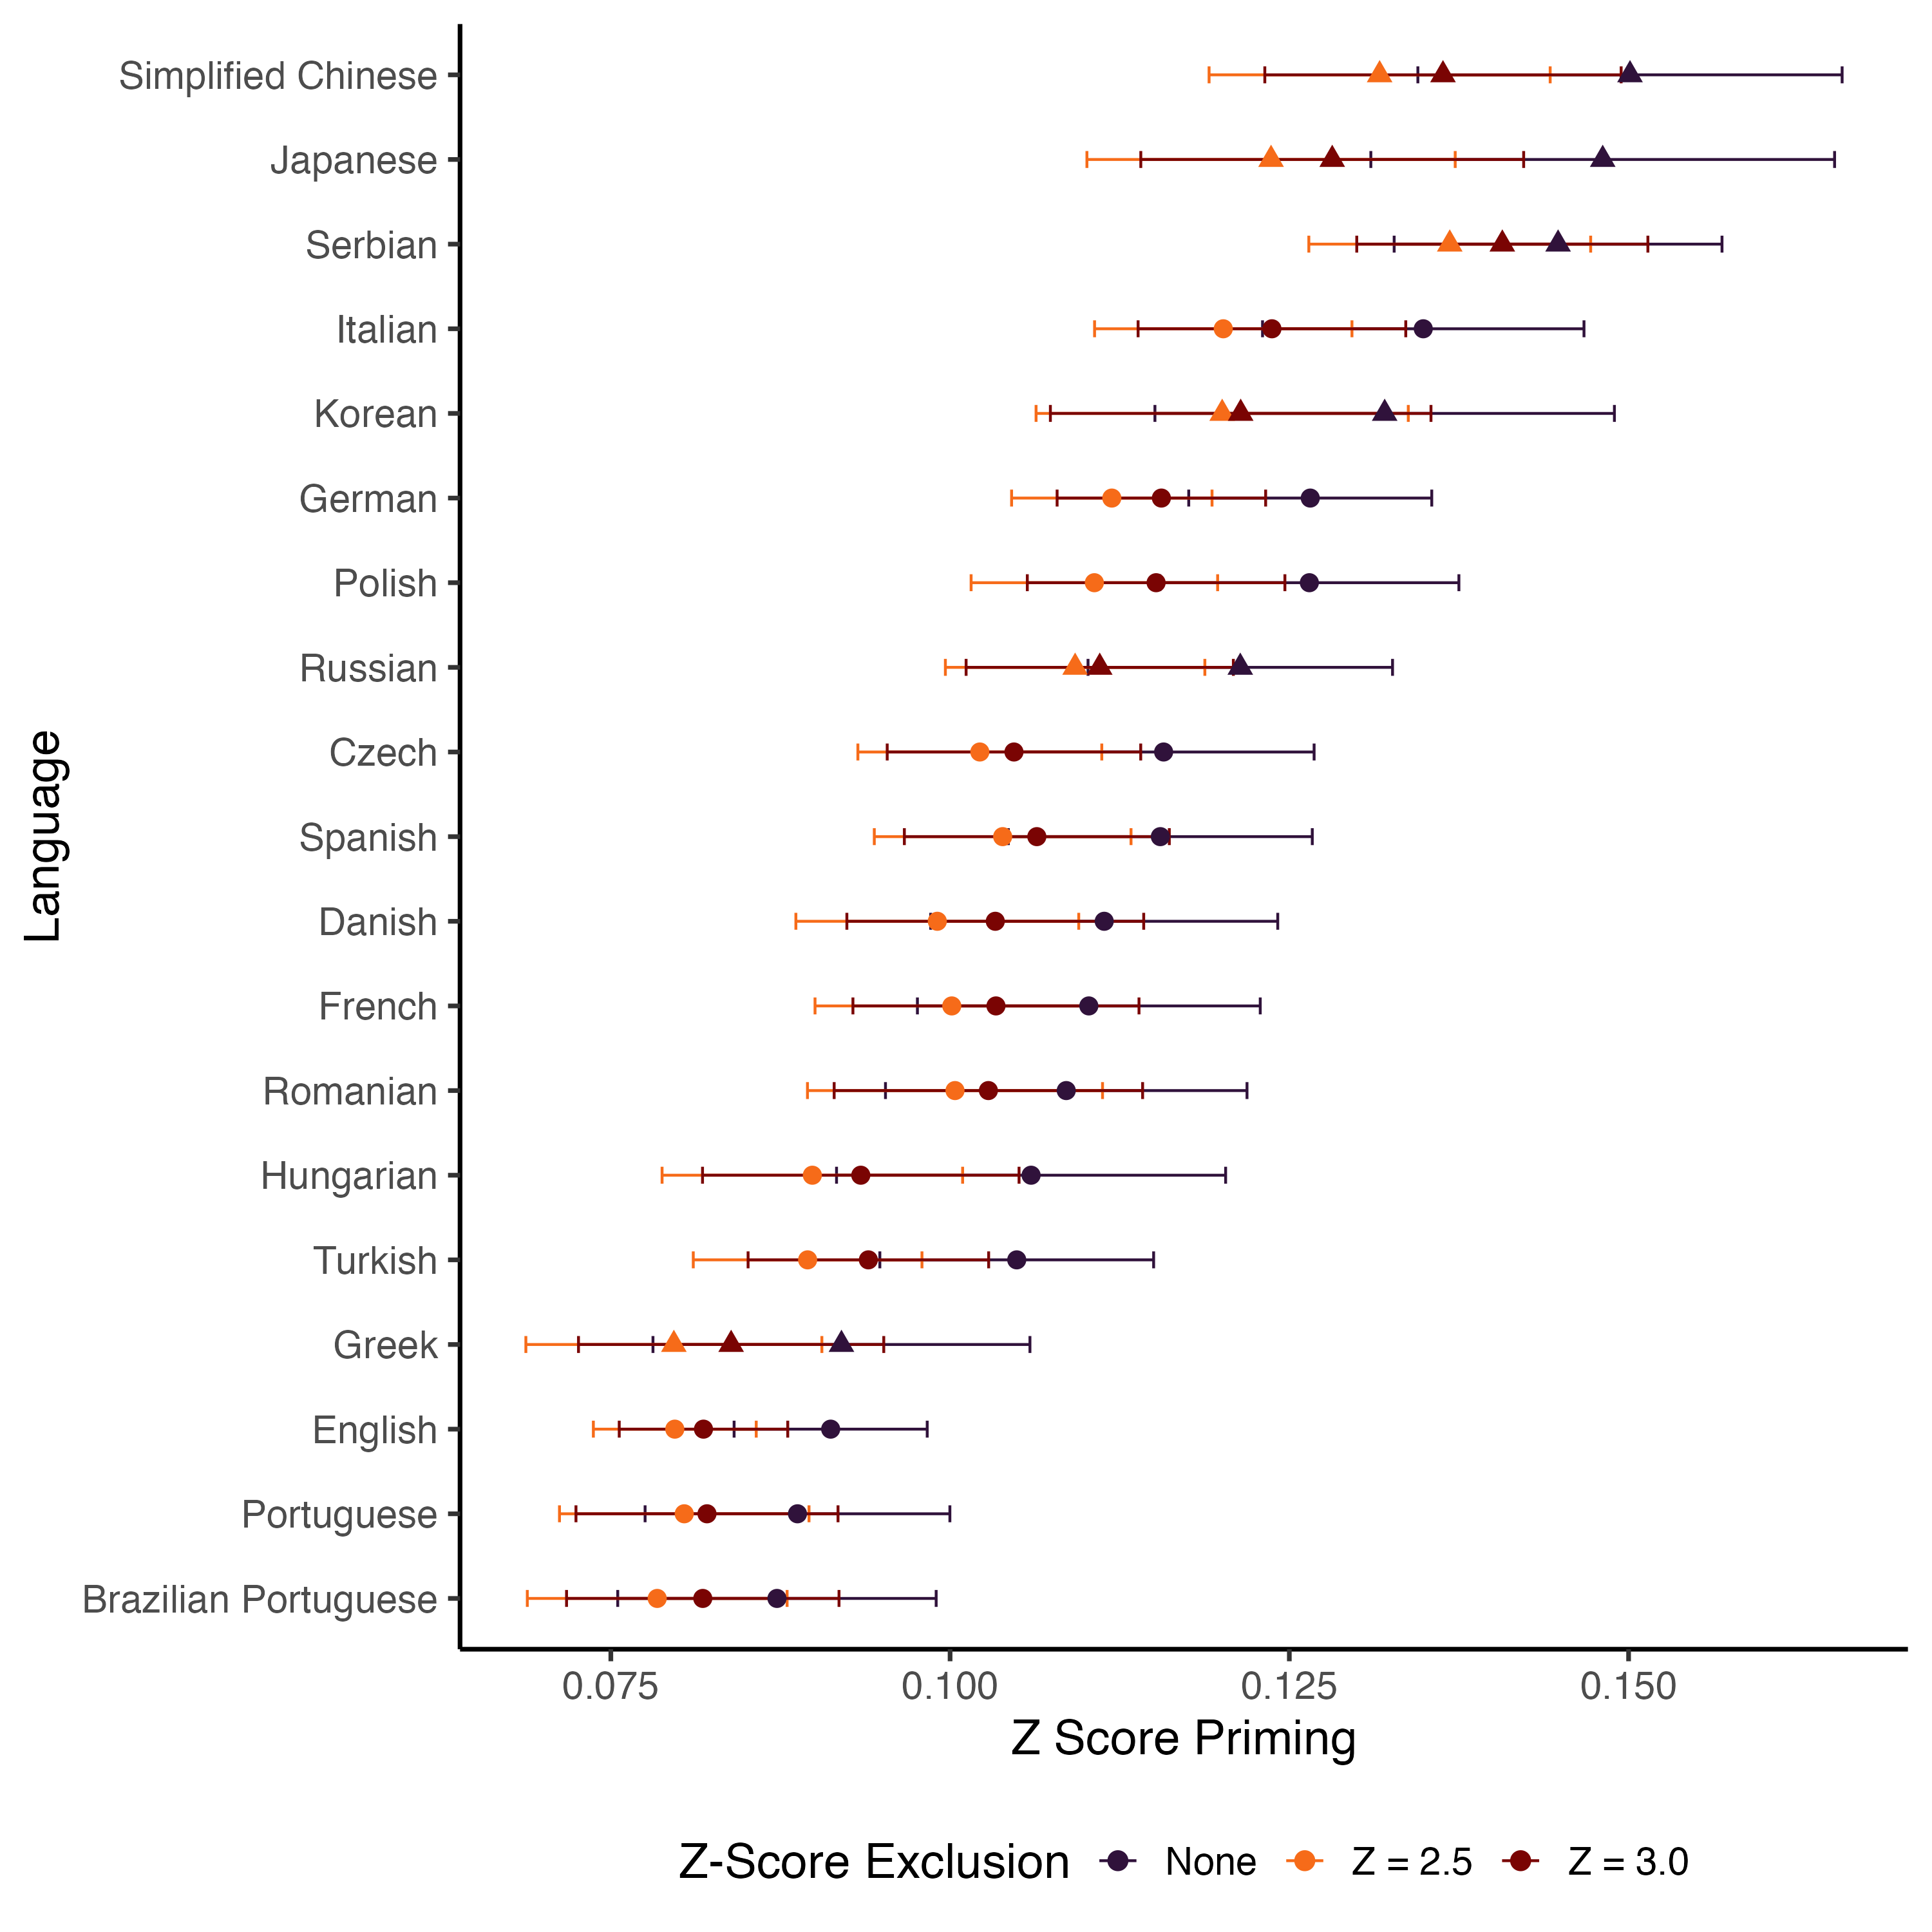 Simplified Chinese
Japanese
Serbian
Italian
Korean
German
Polish
Russian
Czech
Spanish
Danish
French
Romanian
Hungarian
Turkish
Greek
English
Portuguese
Brazilian Portuguese
Language
0.075 0.100 0.125 0.150
Z Score Priming
Z-Score Exclusion None Z = 2.5 Z = 3.0